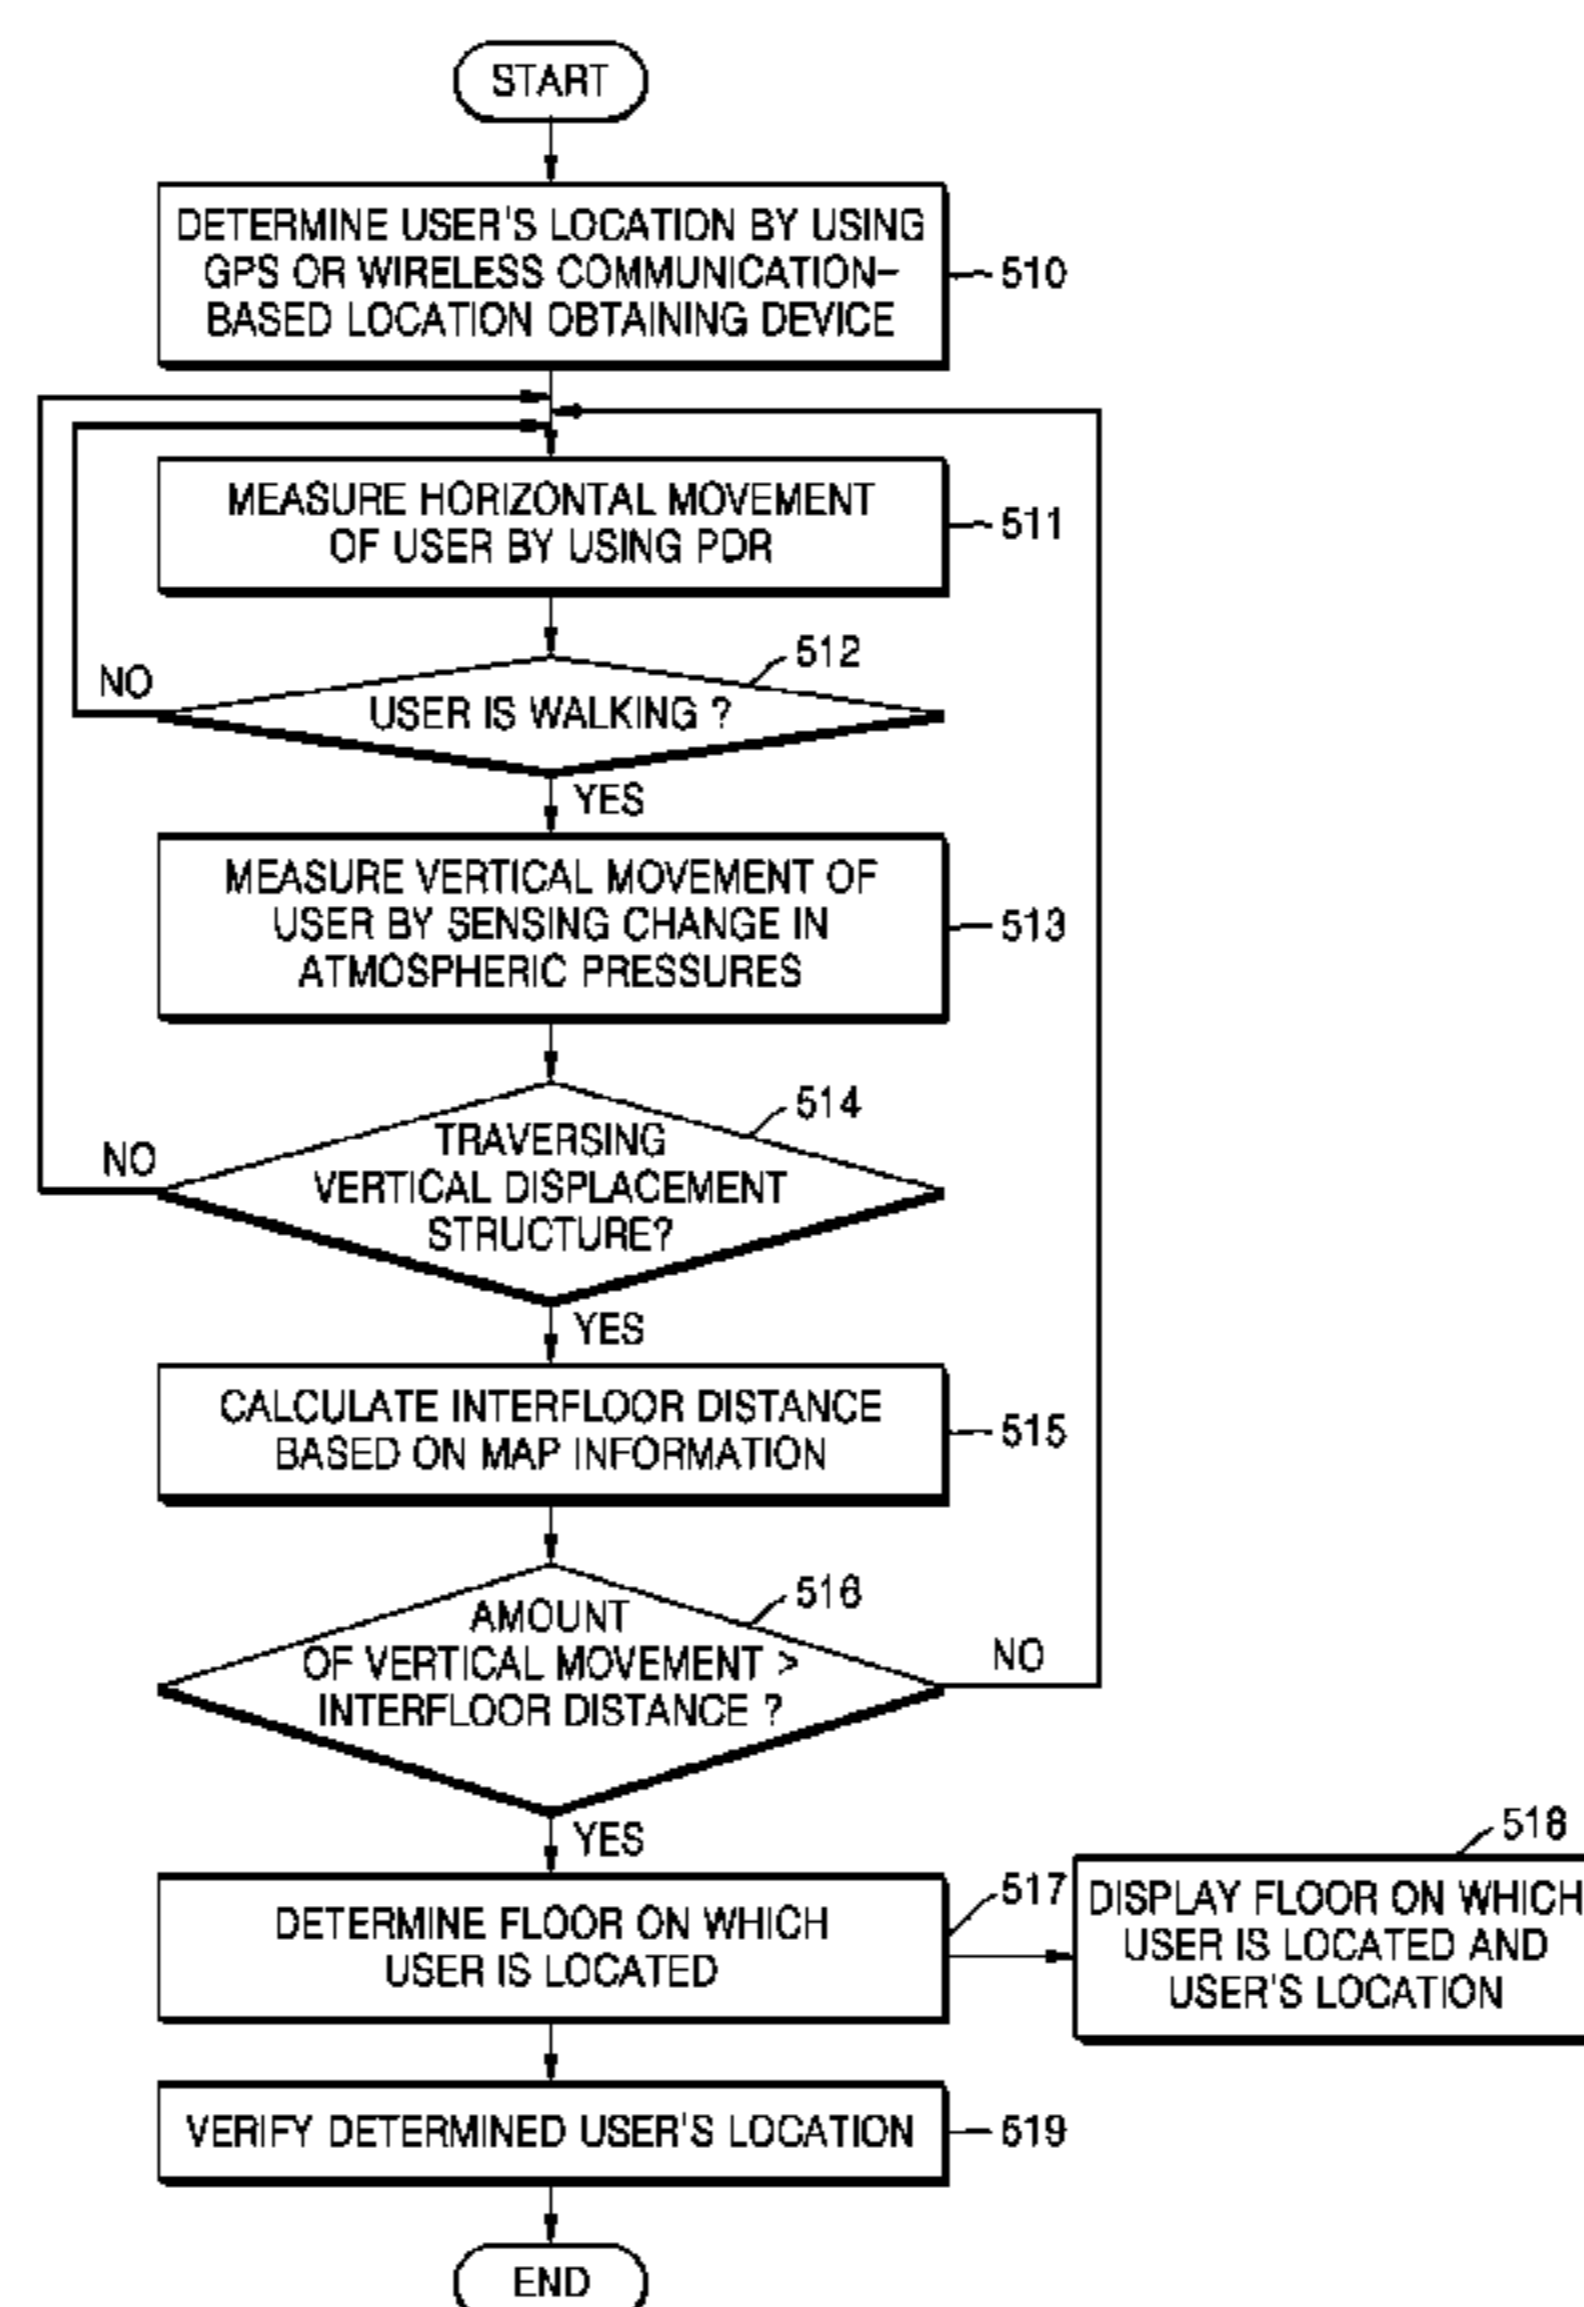 START
DETERMINE USER'S LOCATION BY USING
GPS OR WIRELESS COMMUNICATION-
BASED LOCATION OBTAINING DEVICE
510
MEASURE HORIZONTAL MOVEMENT
OF USER BY USING PDR
511
512
NO
USER IS WALKING ?
YES
MEASURE VERTICAL MOVEMENT OF
USER BY SENSING CHANGE IN
ATMOSPHERIC PRESSURES
513
514
NO
TRAVERSING
VERTICAL DISPLACEMENT
STRUCTURE?
YES
CALCULATE INTERFLOOR DISTANCE
BASED ON MAP INFORMATION
515
516
AMOUNT
OF VERTICAL MOVEMENT >
INTERFLOOR DISTANCE ?
NO
YES
DETERMINE FLOOR ON WHICH
USER IS LOCATED
517
518
DISPLAY FLOOR ON WHICH
USER IS LOCATED AND
USER'S LOCATION
VERIFY DETERMINED USER'S LOCATION
519
END